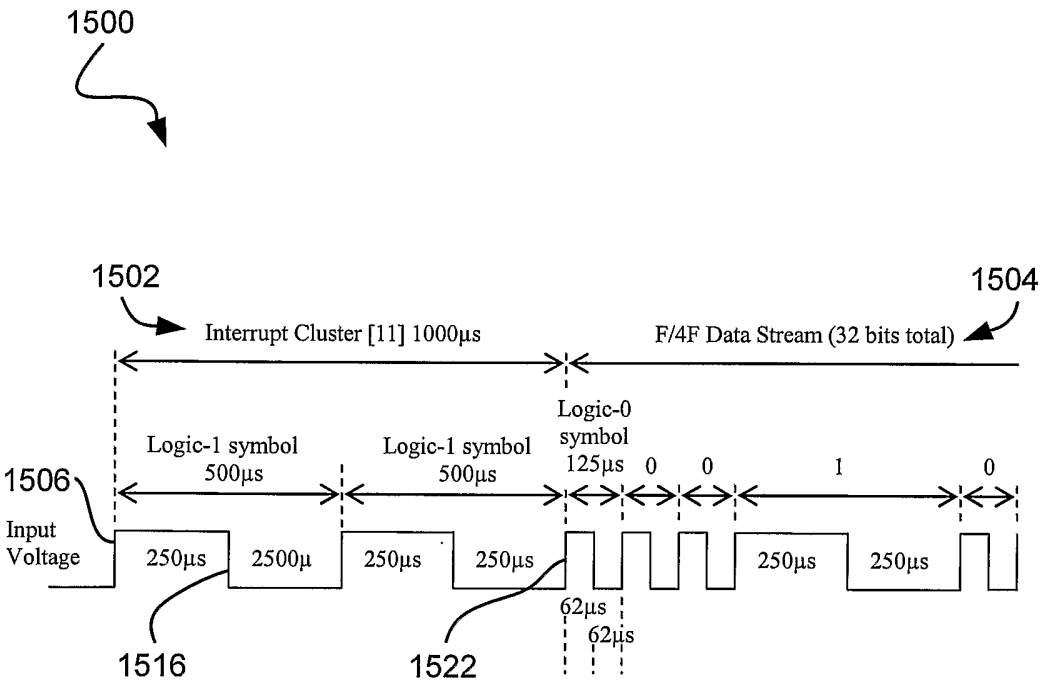 1500
1502
1504
Interrupt Cluster [11] 1000µs
F/4F Data Stream (32 bits total)
Logic-0
symbol
125µs
Logic-1 symbol
500µs
Logic-1 symbol
500µs
0
0
1
0
1506
Input
Voltage
250µs
2500µ
250µs
250µs
250µs
250µs
62µs
62µs
1516
1522